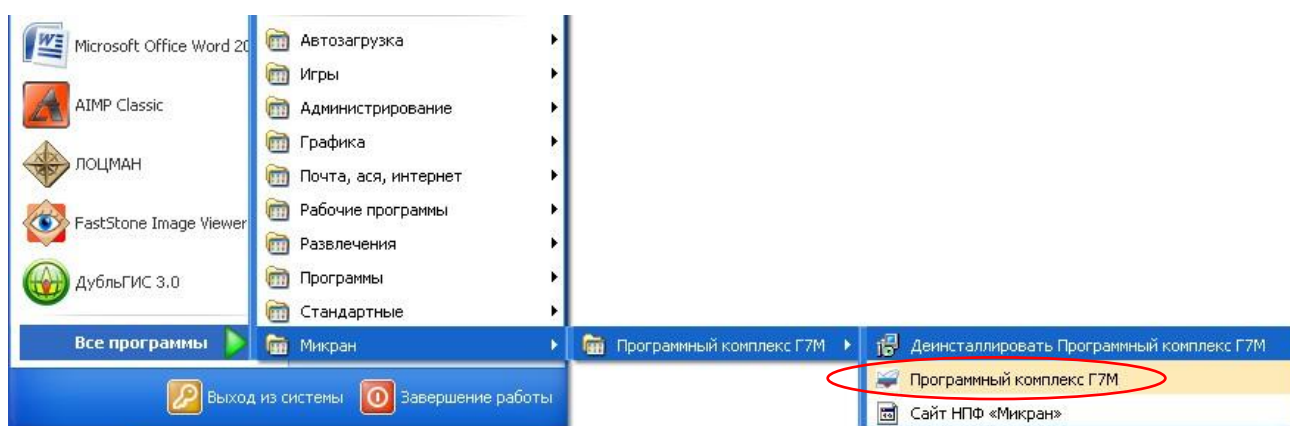 Microsoft Office Word 20
AIMP Classic
ЛОЦМАН
FastStone Image Viewer
ДубльГИС 3.0
Все программы
Автозагрузка
Игры
Администрирование
Графика
Почта, ася, интернет
Рабочие программы
Развлечения
Программы
Стандартные
Микран
Программный комплекс Г7М
Деинсталлировать Программный комплекс Г7М
Программный комплекс Г7М
Сайт НПФ «Микран»
Выход из системы
Завершение работы